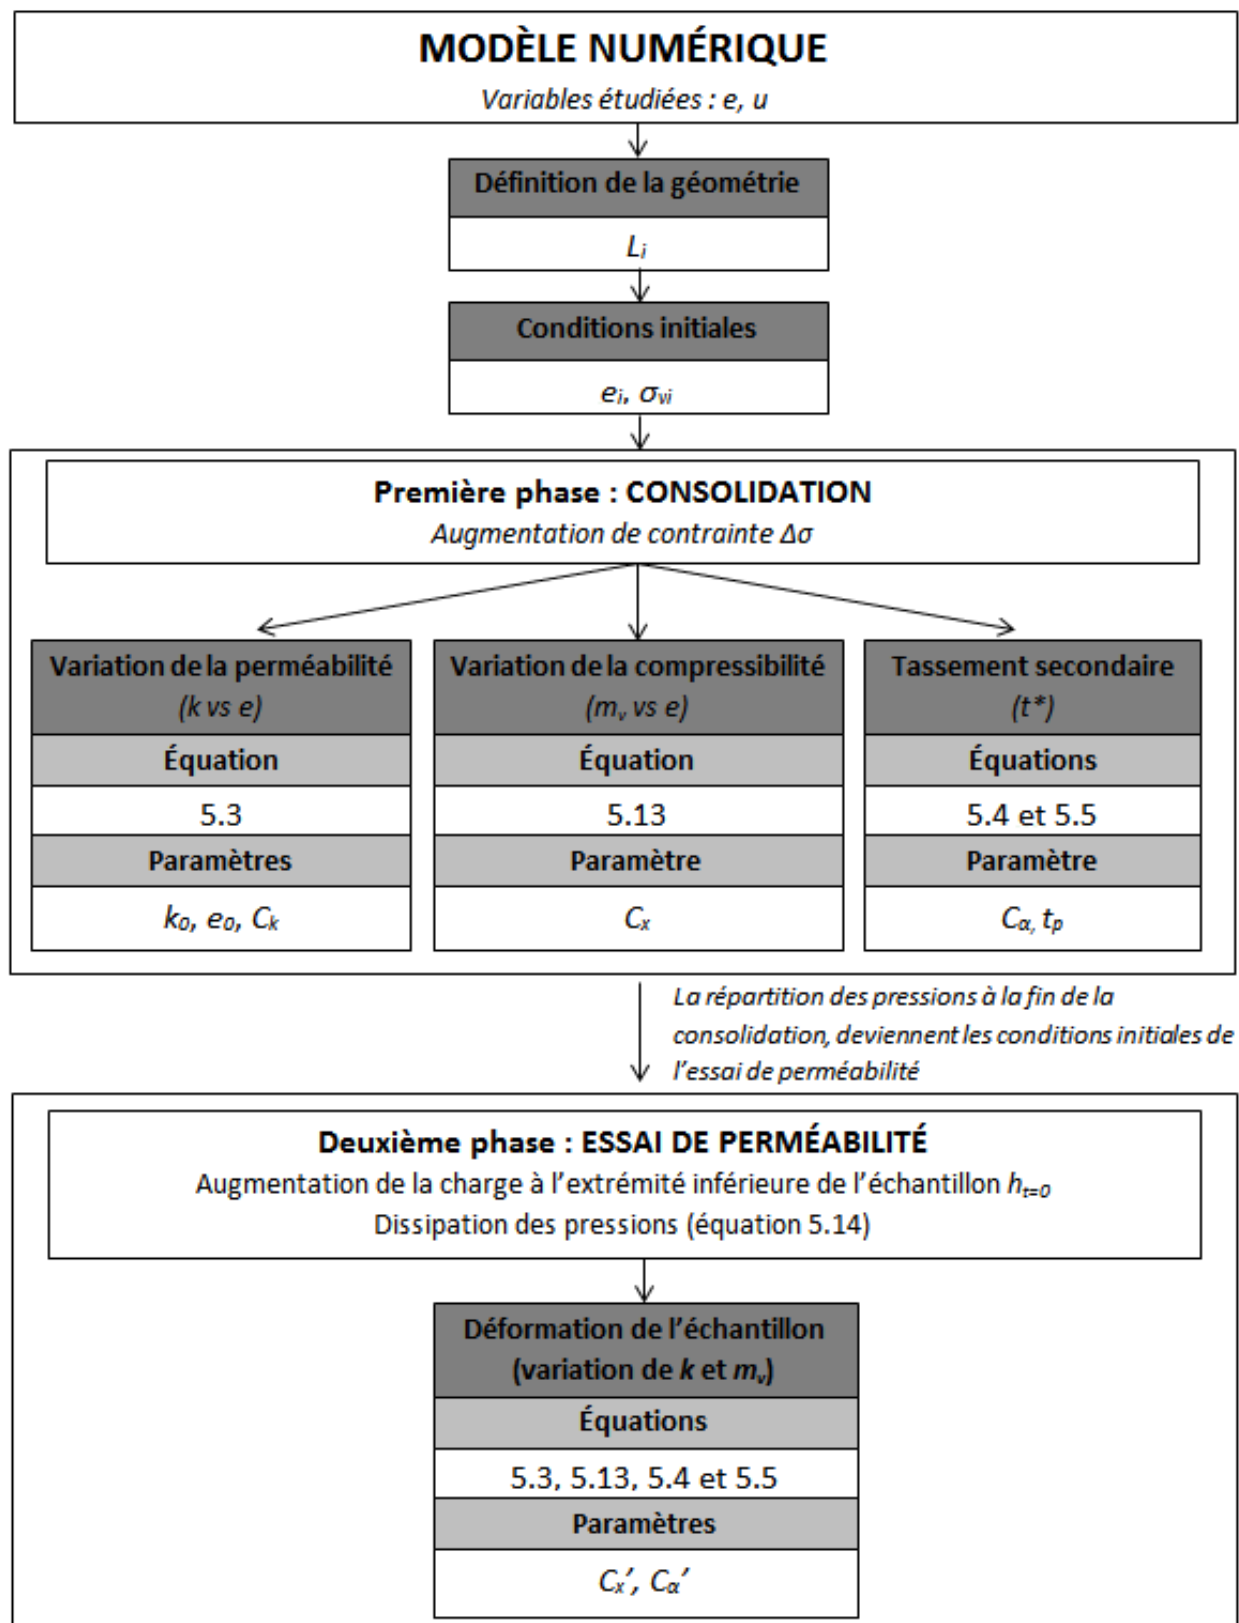 MODÈLE NUMÉRIQUE
Variables étudiées : e, u
Définition de la géométrie
Li
Conditions initiales
ei, σvi
Première phase : CONSOLIDATION
Augmentation de contrainte Δσ
Variation de la perméabilité
(k vs e)
Équation
5.3
Paramètres
k0, e0, Ck
Variation de la compressibilité
(mv vs e)
Équation
5.13
Paramètre
Cx
Tassement secondaire
(t*)
Équations
5.4 et 5.5
Paramètre
Cα, tp
La répartition des pressions à la fin de la
consolidation, deviennent les conditions initiales de
l'essai de perméabilité
Deuxième phase : ESSAI DE PERMÉABILITÉ
Augmentation de la charge à l'extrémité inférieure de l'échantillon ht=0
Dissipation des pressions (équation 5.14)
Déformation de l'échantillon
(variation de k et mv)
Équations
5.3, 5.13, 5.4 et 5.5
Paramètres
Cx', Cα'